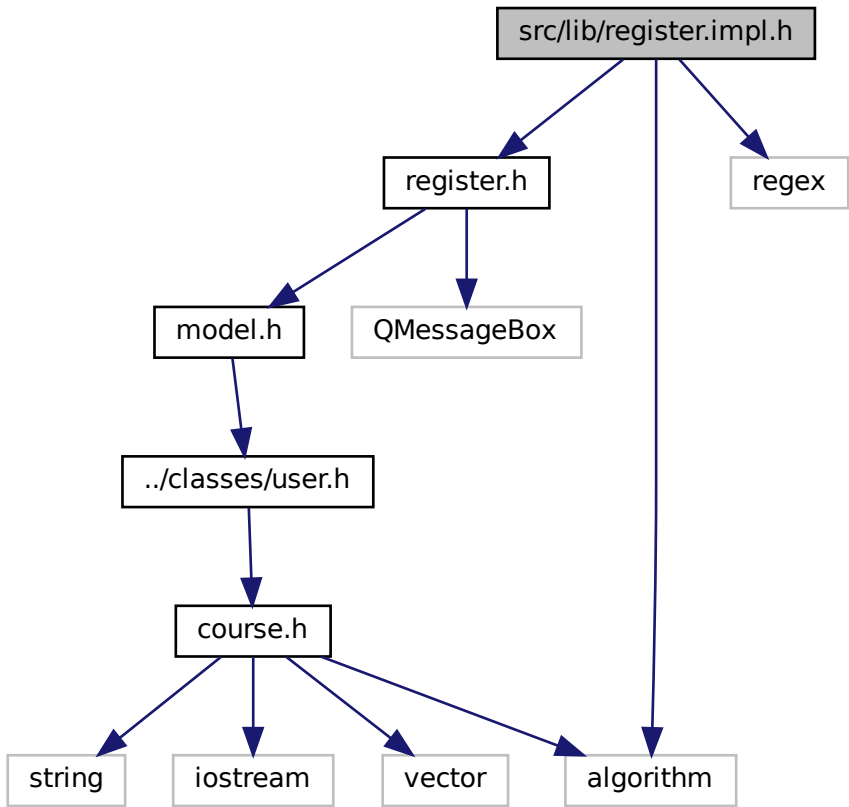 src/lib/register.impl.h
register.h
regex
model.h
QMessageBox
../classes/user.h
course.h
string
iostream
vector
algorithm